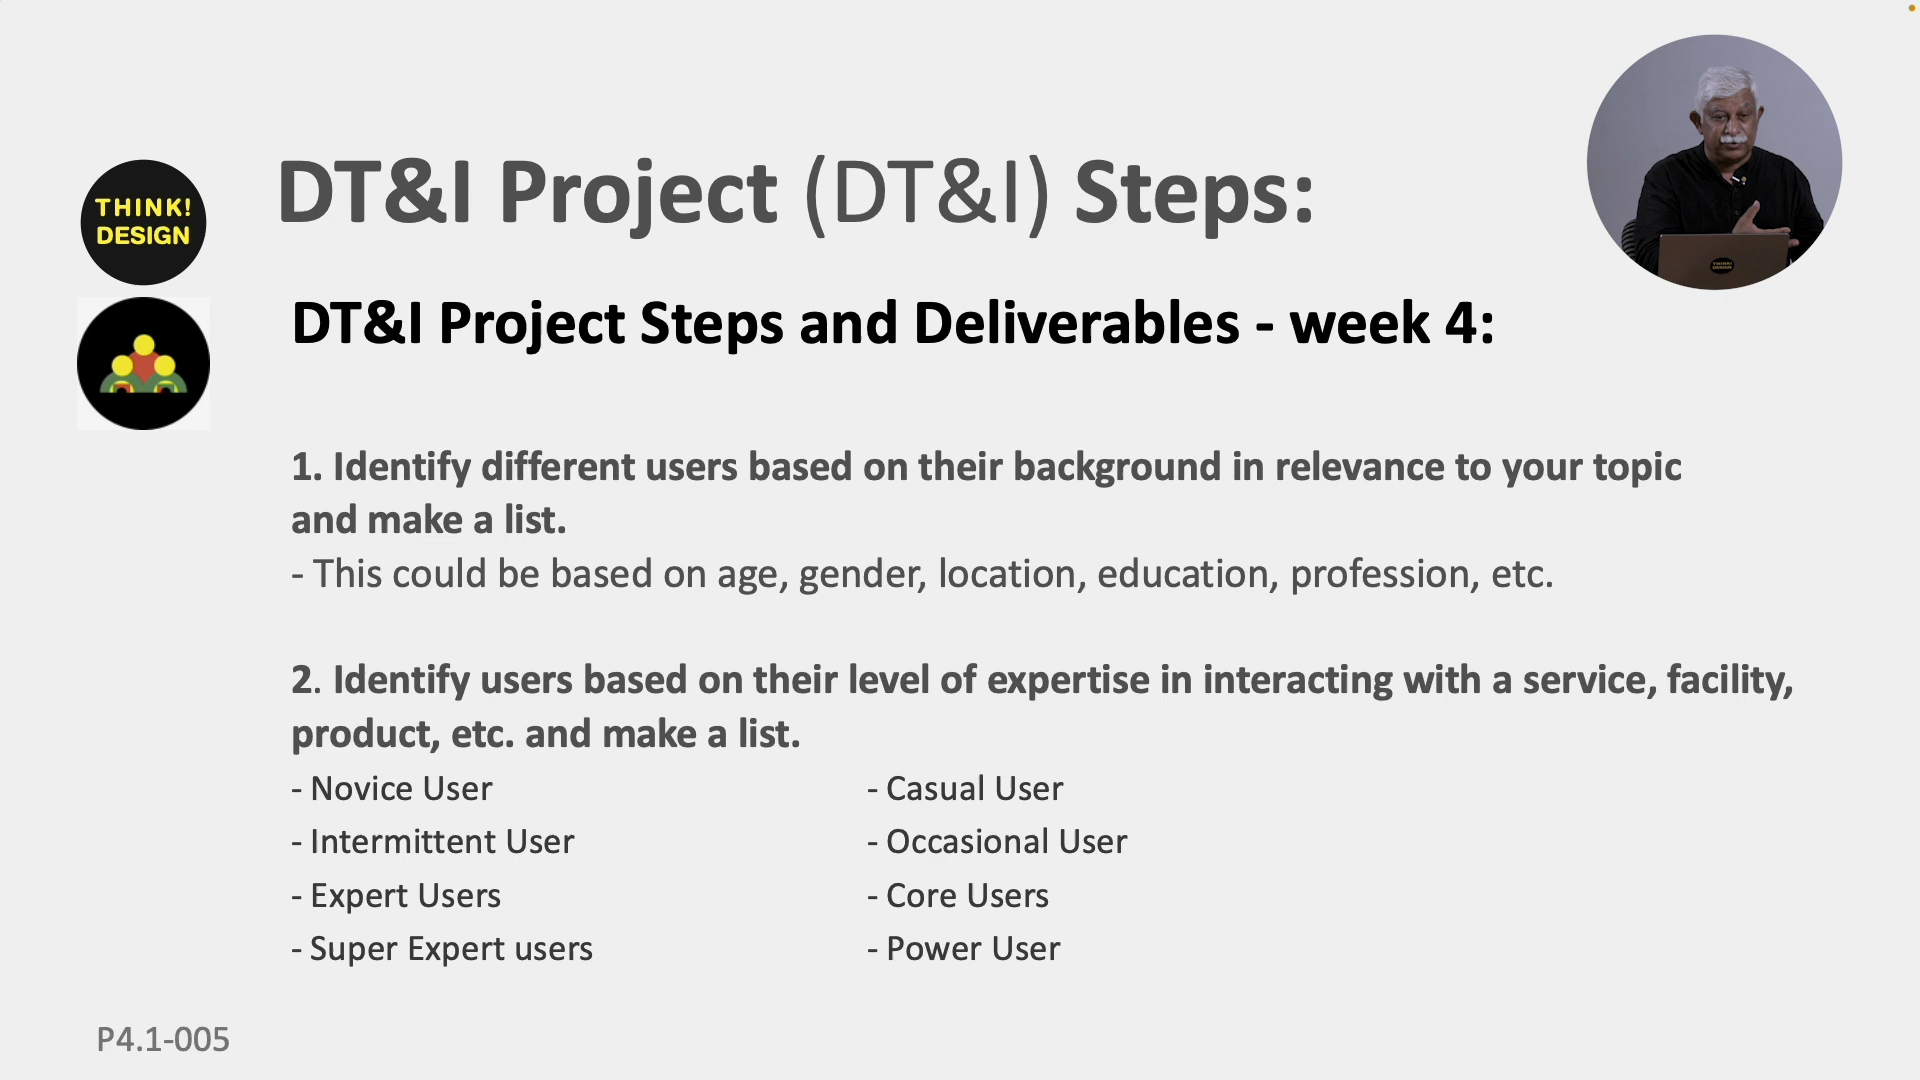 THINK!
DESIGN
DT&I Project (DT&I) Steps:
DT&I Project Steps and Deliverables - week 4:
1. Identify different users based on their background in relevance to your topic
and make a list.
- This could be based on age, gender, location, education, profession, etc.
2. Identify users based on their level of expertise in interacting with a service, facility,
product, etc. and make a list.
- Novice User
- Intermittent User
- Expert Users
- Super Expert users
- Casual User
- Occasional User
- Core Users
- Power User
THINK!
DESIGN
P4.1-005